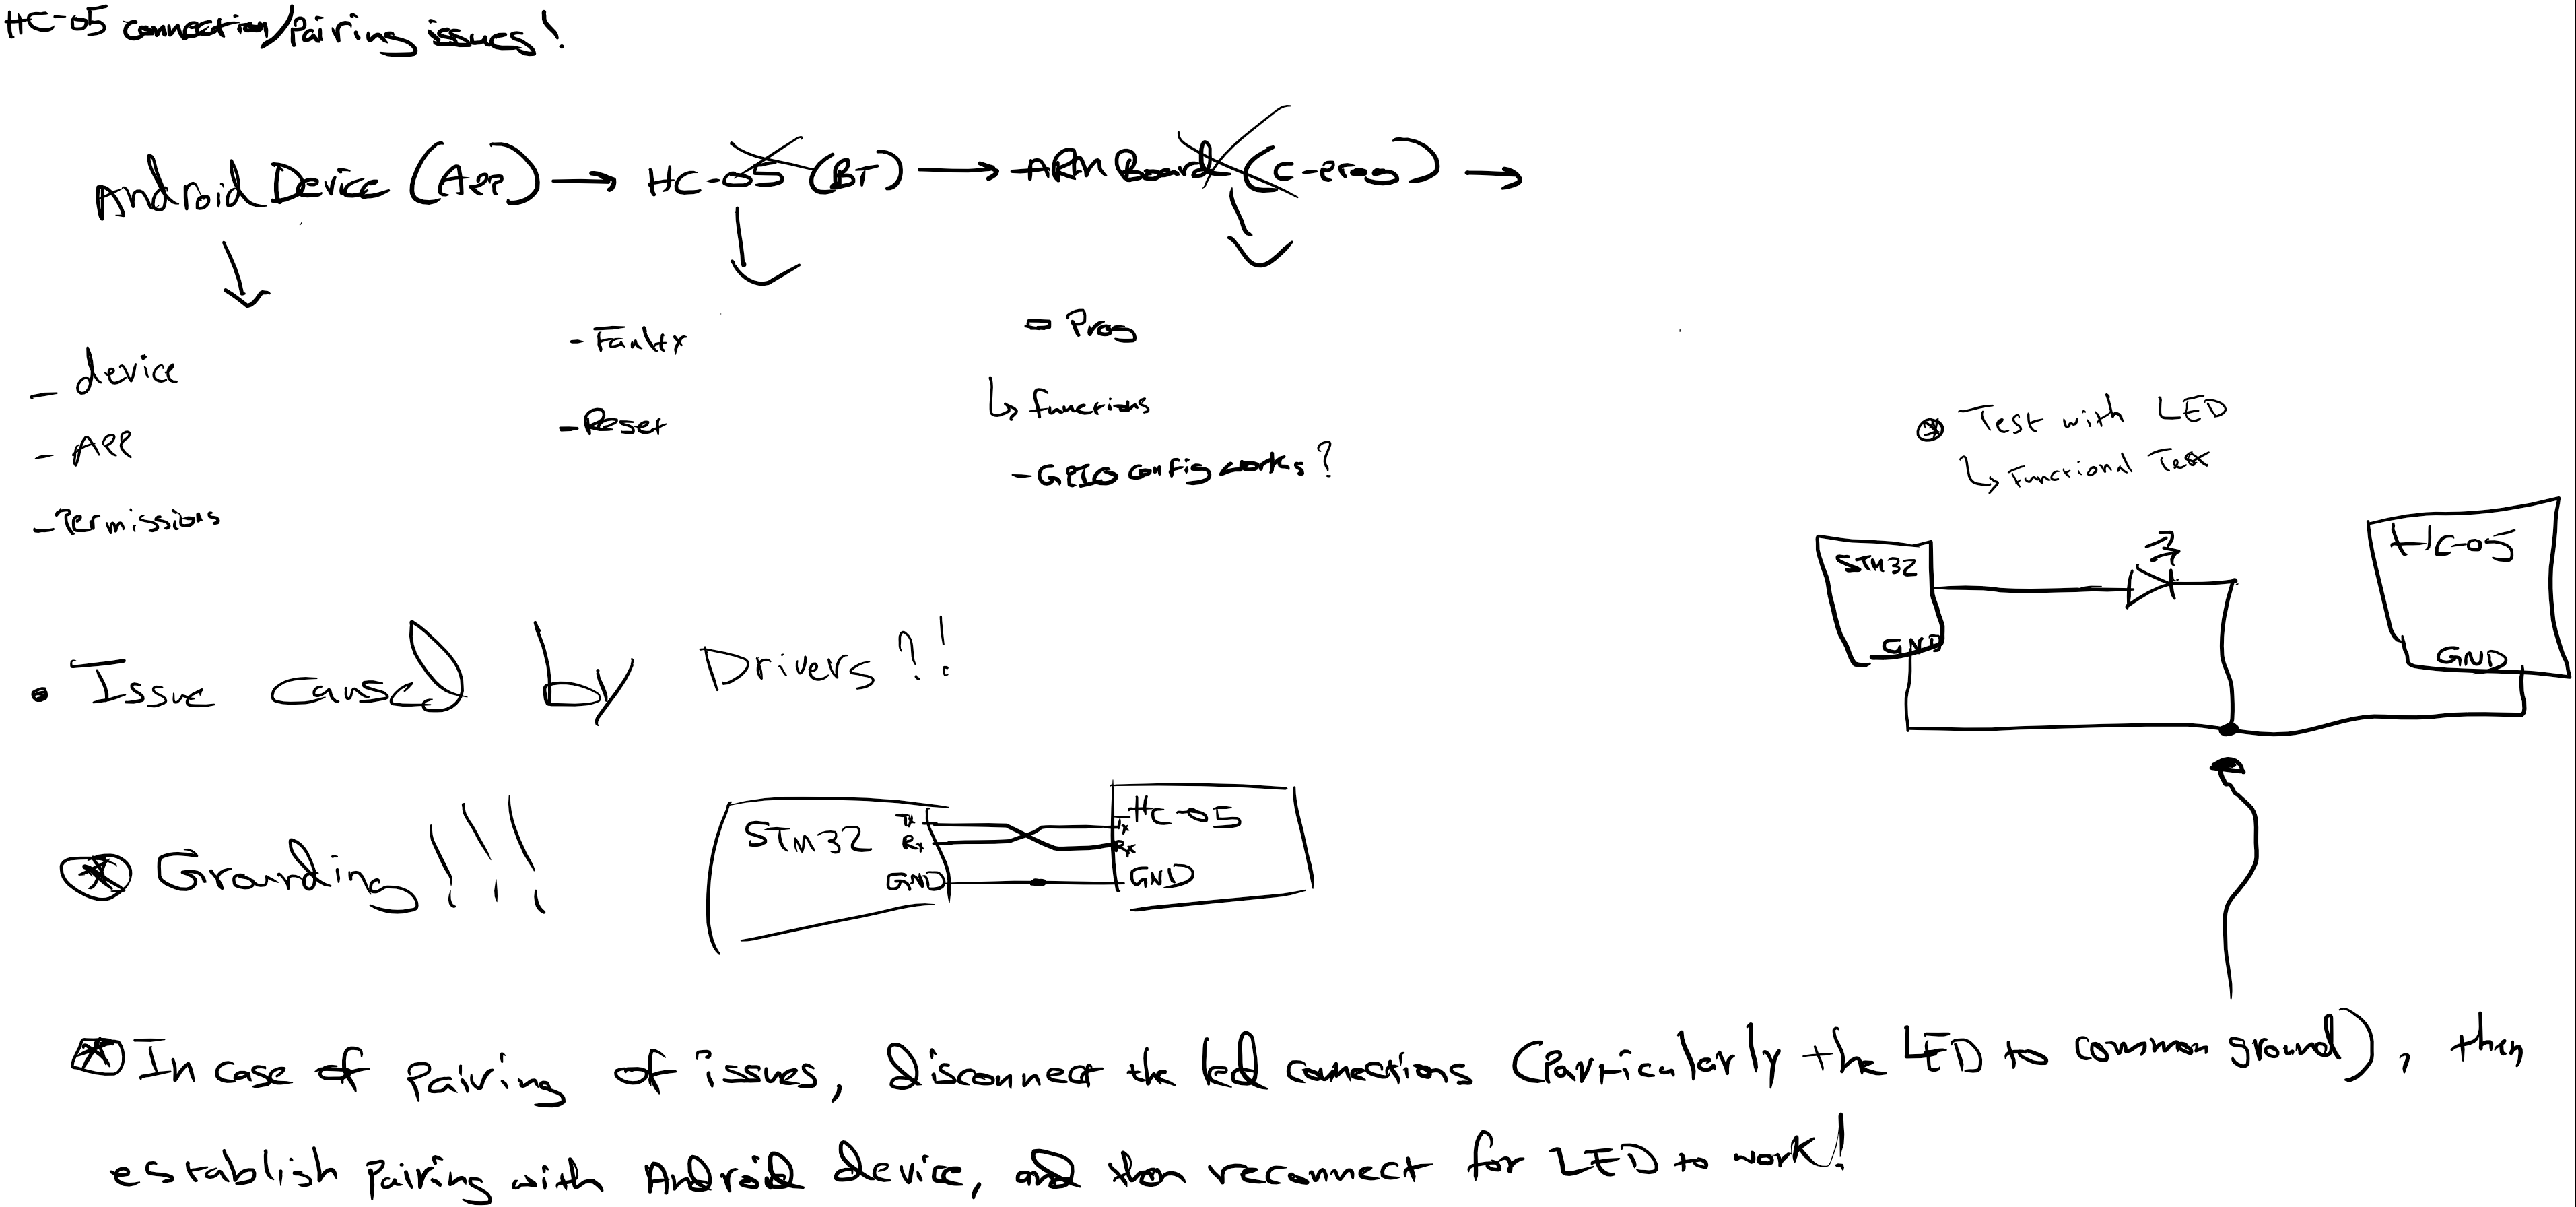 HC-05 connection/Pairing issues!
Android Device (App) → HC-05 (BT) → ARM Board (C-prog) →
- device
- App
- Permissions
- Faulty
- Reset
- Prog
↳ functions
- GPIO config works?
Test with LED
↳ Functional Test
STM32
GND
HC-05
GND
• Issue caused by Drivers?!
Grounding!!!
STM32
Tx
Rx
GND
HC-05
Tx
Rx
GND
In case of pairing of issues, disconnect the led connections (Particularly the LED to common ground), then
establish pairing with Android device, and then reconnect for LED to work!